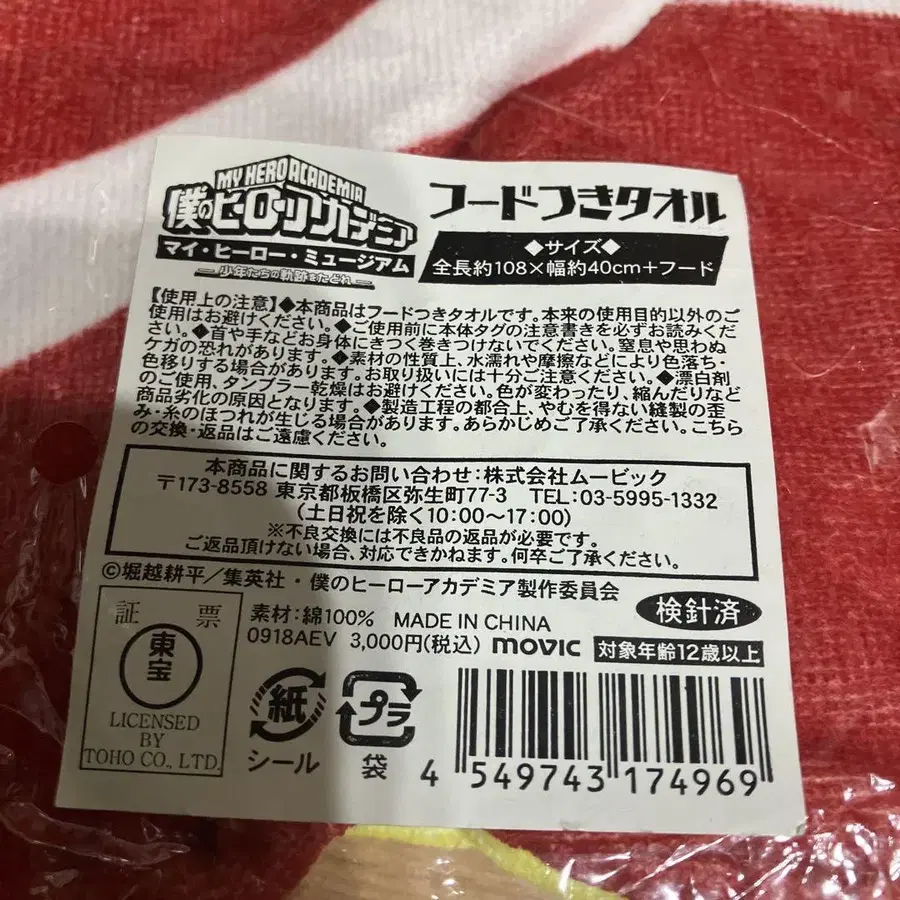 MY HERO ACADEMIA
僕のヒーローアカデミア
マイ・ヒーロー・ミュージアム
―少年たちの軌跡をたどれ―
フードつきタオル
◆サイズ◆
全長約108×幅約40cm+フード
【使用上の注意】◆本商品はフードつきタオルです。本来の使用目的以外のご
使用はお避けください。◆ご使用前に本体タグの注意書きを必ずお読みくだ
さい。◆首や手などお身体にきつく巻きつけないでください。窒息や思わぬ
ケガの恐れがあります。◆素材の性質上、水濡れや摩擦などにより色落ち・
色移りする場合があります。お取り扱いには十分ご注意ください。◆漂白剤
のご使用、タンブラー乾燥はお避けください。色が変わったり、縮んだりなど
商品劣化の原因となります。◆製造工程の都合上、やむを得ない縫製の歪
み・糸のほつれが生じる場合があります。あらかじめご了承ください。こちら
の交換・返品はご遠慮ください。
本商品に関するお問い合わせ:株式会社ムービック
〒173-8558 東京都板橋区弥生町77-3 TEL:03-5995-1332
(土日祝を除く10:00〜17:00)
※不良交換には不良品の返品が必要です。
ご返品頂けない場合、対応できかねます。何卒ご了承ください。
©堀越耕平/集英社・僕のヒーローアカデミア製作委員会
検針済
証票
東宝
LICENSED
BY
TOHO CO., LTD.
素材:綿100% MADE IN CHINA
0918AEV 3,000円(税込) movic 対象年齢12歳以上
紙
シール
プラ
袋
4 549743 174969